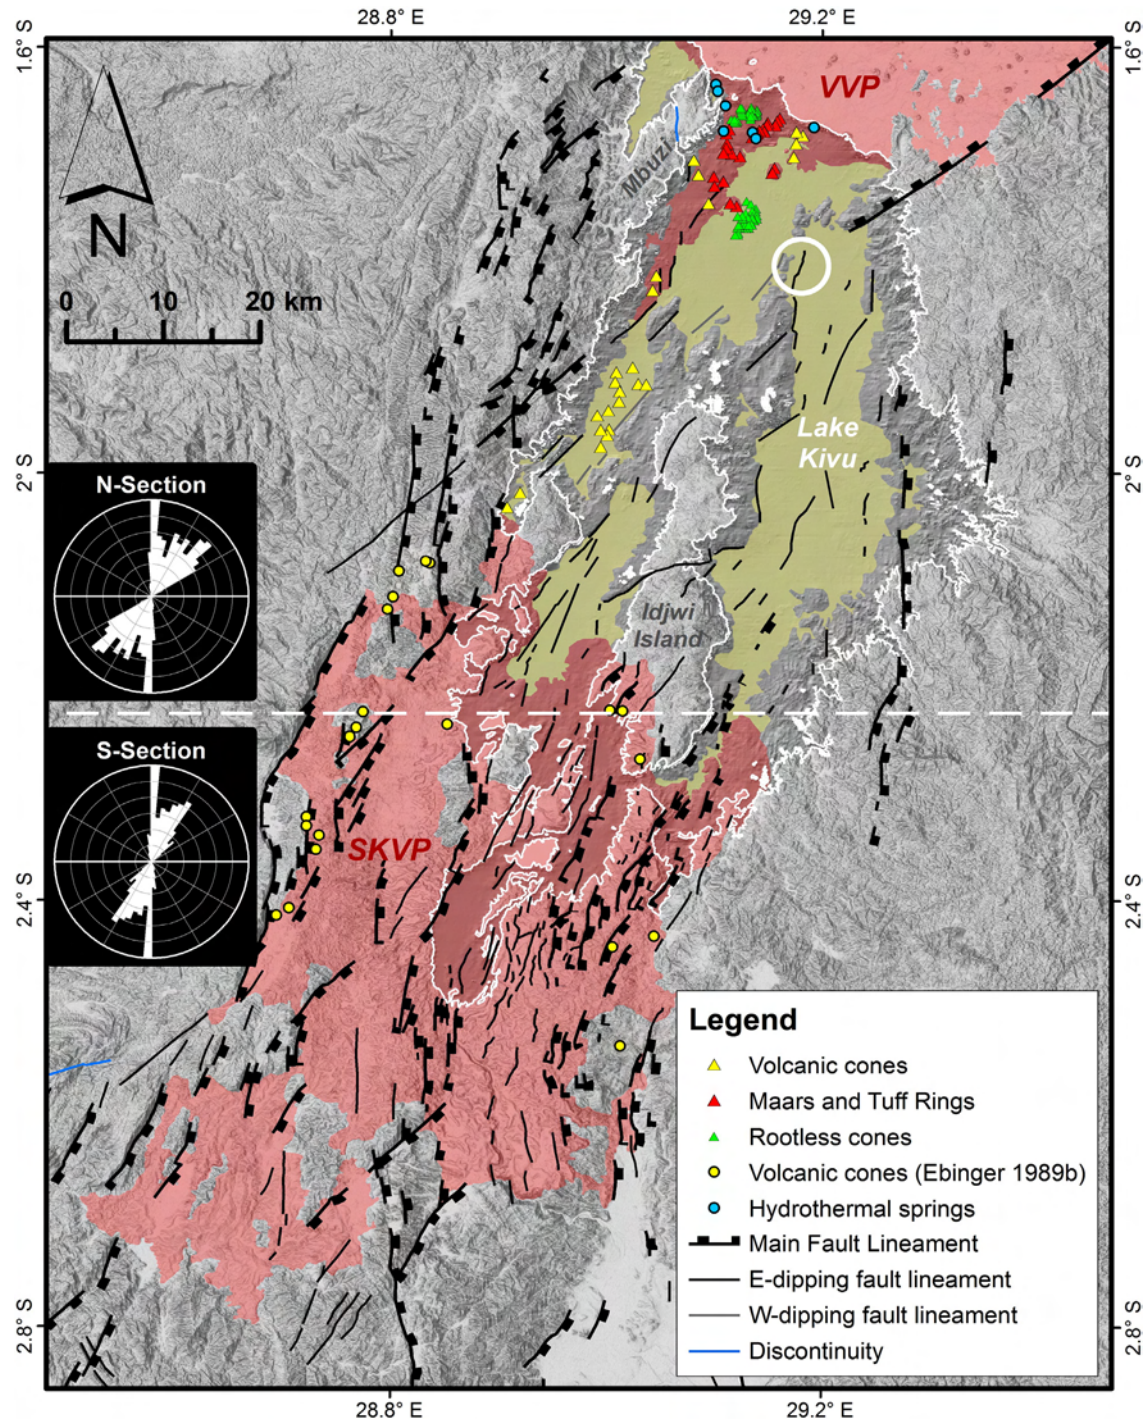 28.8° E
29.2° E
1.6° S
1.6° S
VVP
Mbuzi
N
0 10 20 km
Lake
Kivu
2° S
2° S
N-Section
Idjwi
Island
S-Section
SKVP
2.4° S
2.4° S
Legend
Volcanic cones
Maars and Tuff Rings
Rootless cones
Volcanic cones (Ebinger 1989b)
Hydrothermal springs
Main Fault Lineament
E-dipping fault lineament
W-dipping fault lineament
Discontinuity
2.8° S
2.8° S
28.8° E
29.2° E